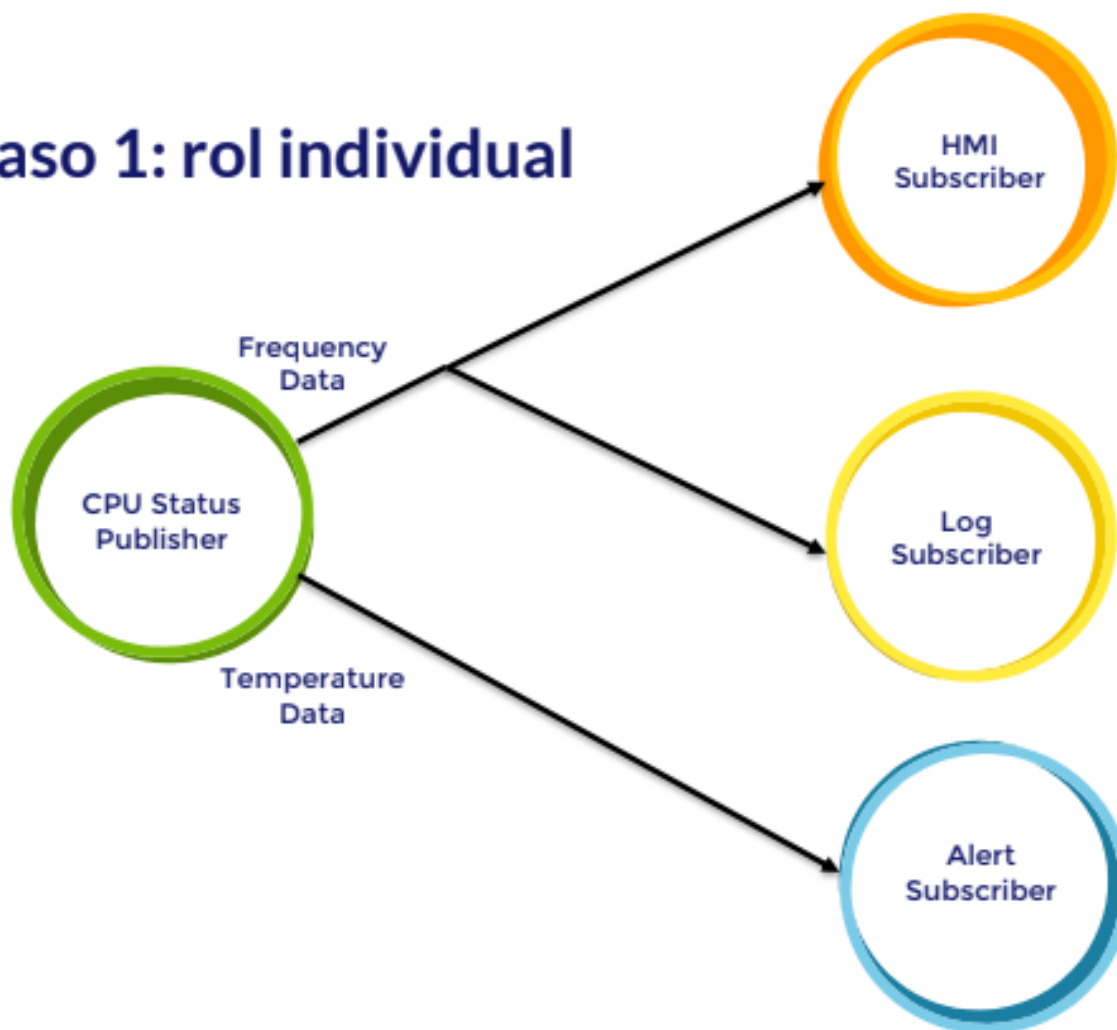 aso 1: rol individual
HMI
Subscriber
Frequency
Data
CPU Status
Publisher
Log
Subscriber
Temperature
Data
Alert
Subscriber